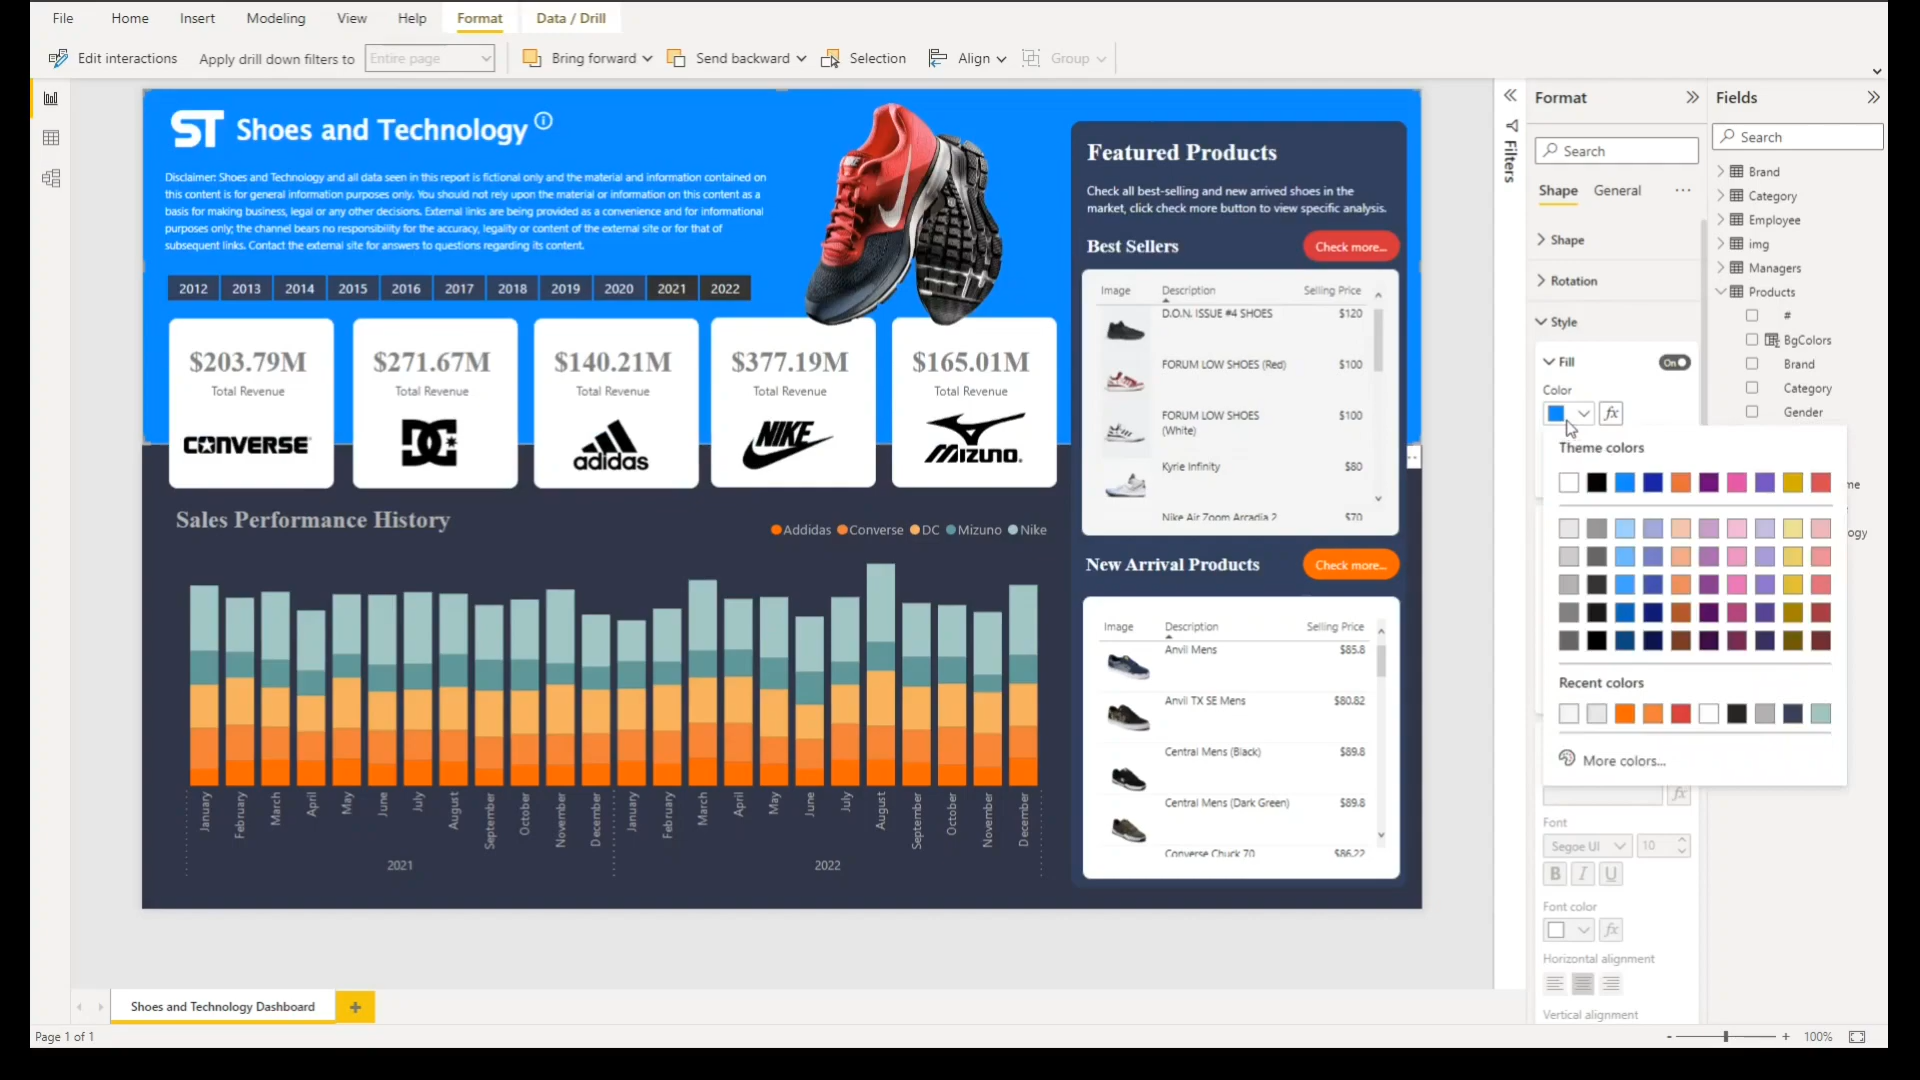 File Home Insert Modeling View Help Format Data / Drill
Edit interactions Apply drill down filters to Entire page Bring forward Send backward Selection Align Group
ST Shoes and Technology
Disclaimer: Shoes and Technology and all data seen in this report is fictional only and the material and information contained on
this content is for general information purposes only. You should not rely upon the material or information on this content as a
basis for making business, legal or any other decisions. External links are being provided as a convenience and for informational
purposes only; the channel bears no responsibility for the accuracy, legality or content of the external site or for that of
subsequent links. Contact the external site for answers to questions regarding its content.
2012 2013 2014 2015 2016 2017 2018 2019 2020 2021 2022
$203.79M
Total Revenue
CONVERSE
$271.67M
Total Revenue
DC
$140.21M
Total Revenue
adidas
$377.19M
Total Revenue
NIKE
$165.01M
Total Revenue
Mizuno.
Sales Performance History
Addidas Converse DC Mizuno Nike
January February March April May June July August September October November December January February March April May June July August September October November December
2021 2022
Featured Products
Check all best-selling and new arrived shoes in the
market, click check more button to view specific analysis.
Best Sellers Check more...
Image Description Selling Price
D.O.N. ISSUE #4 SHOES $120
FORUM LOW SHOES (Red) $100
FORUM LOW SHOES $100
(White)
Kyrie Infinity $80
Nike Air Zoom Arcadia 2 $70
New Arrival Products Check more...
Image Description Selling Price
Anvil Mens $85.8
Anvil TX SE Mens $80.82
Central Mens (Black) $89.8
Central Mens (Dark Green) $89.8
Converse Chuck 70 $86.22
Filters
Format
Search
Shape General
Shape
Rotation
Style
Fill On
Color
fx
Theme colors
Recent colors
More colors...
fx
Font
Segoe UI 10
B I U
Font color
fx
Horizontal alignment
Vertical alignment
Fields
Search
Brand
Category
Employee
img
Managers
Products
#
BgColors
Brand
Category
Gender
me
ogy
Shoes and Technology Dashboard +
Page 1 of 1 - + 100%